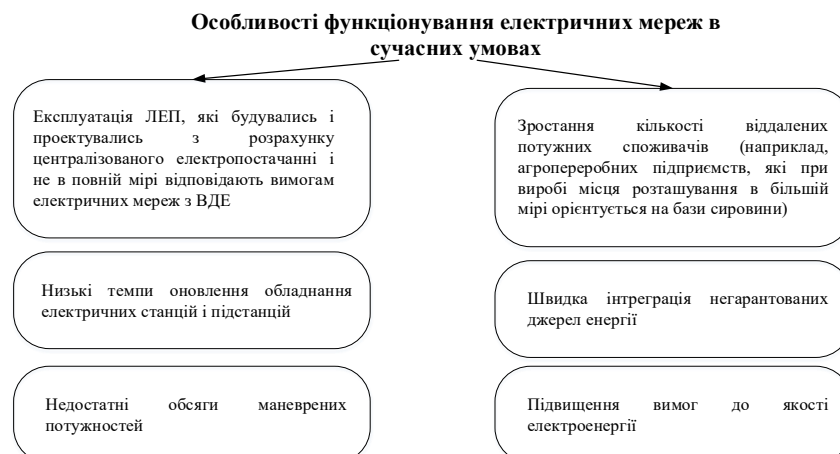 Особливості функціонування електричних мереж в
сучасних умовах
Експлуатація ЛЕП, які будувались і
проектувались з розрахунку
централізованого електропостачанні і
не в повній мірі відповідають вимогам
електричних мереж з ВДЕ
Низькі темпи оновлення обладнання
електричних станцій і підстанцій
Недостатні обсяги маневрених
потужностей
Зростання кількості віддалених
потужних споживачів (наприклад,
агропереробних підприємств, які при
виробі місця розташування в більшій
мірі орієнтується на бази сировини)
Швидка інтреграція негарантованих
джерел енергії
Підвищення вимог до якості
електроенергії